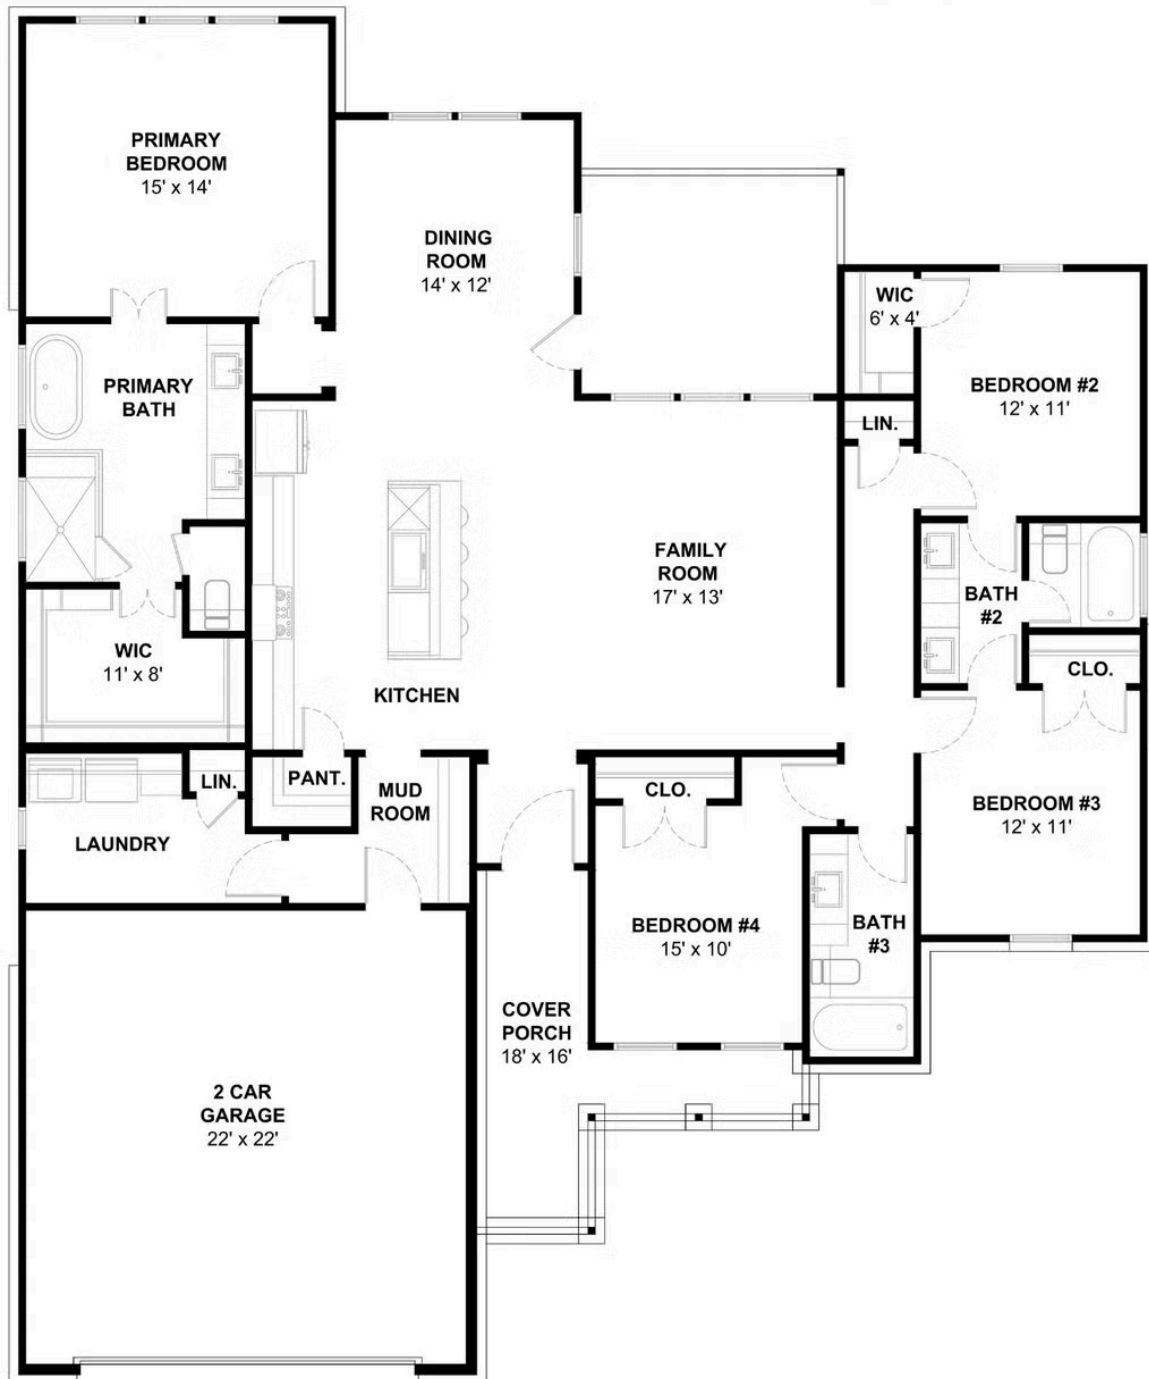 PRIMARY
BEDROOM
15' x 14'
DINING
ROOM
14' x 12'
WIC
6' x 4'
PRIMARY
BATH
BEDROOM #2
12' x 11'
LIN.
FAMILY
ROOM
17' x 13'
BATH
#2
WIC
11' x 8'
CLO.
KITCHEN
LIN.
PANT.
MUD
ROOM
CLO.
BEDROOM #3
12' x 11'
LAUNDRY
BEDROOM #4
15' x 10'
BATH
#3
COVER
PORCH
18' x 16'
2 CAR
GARAGE
22' x 22'